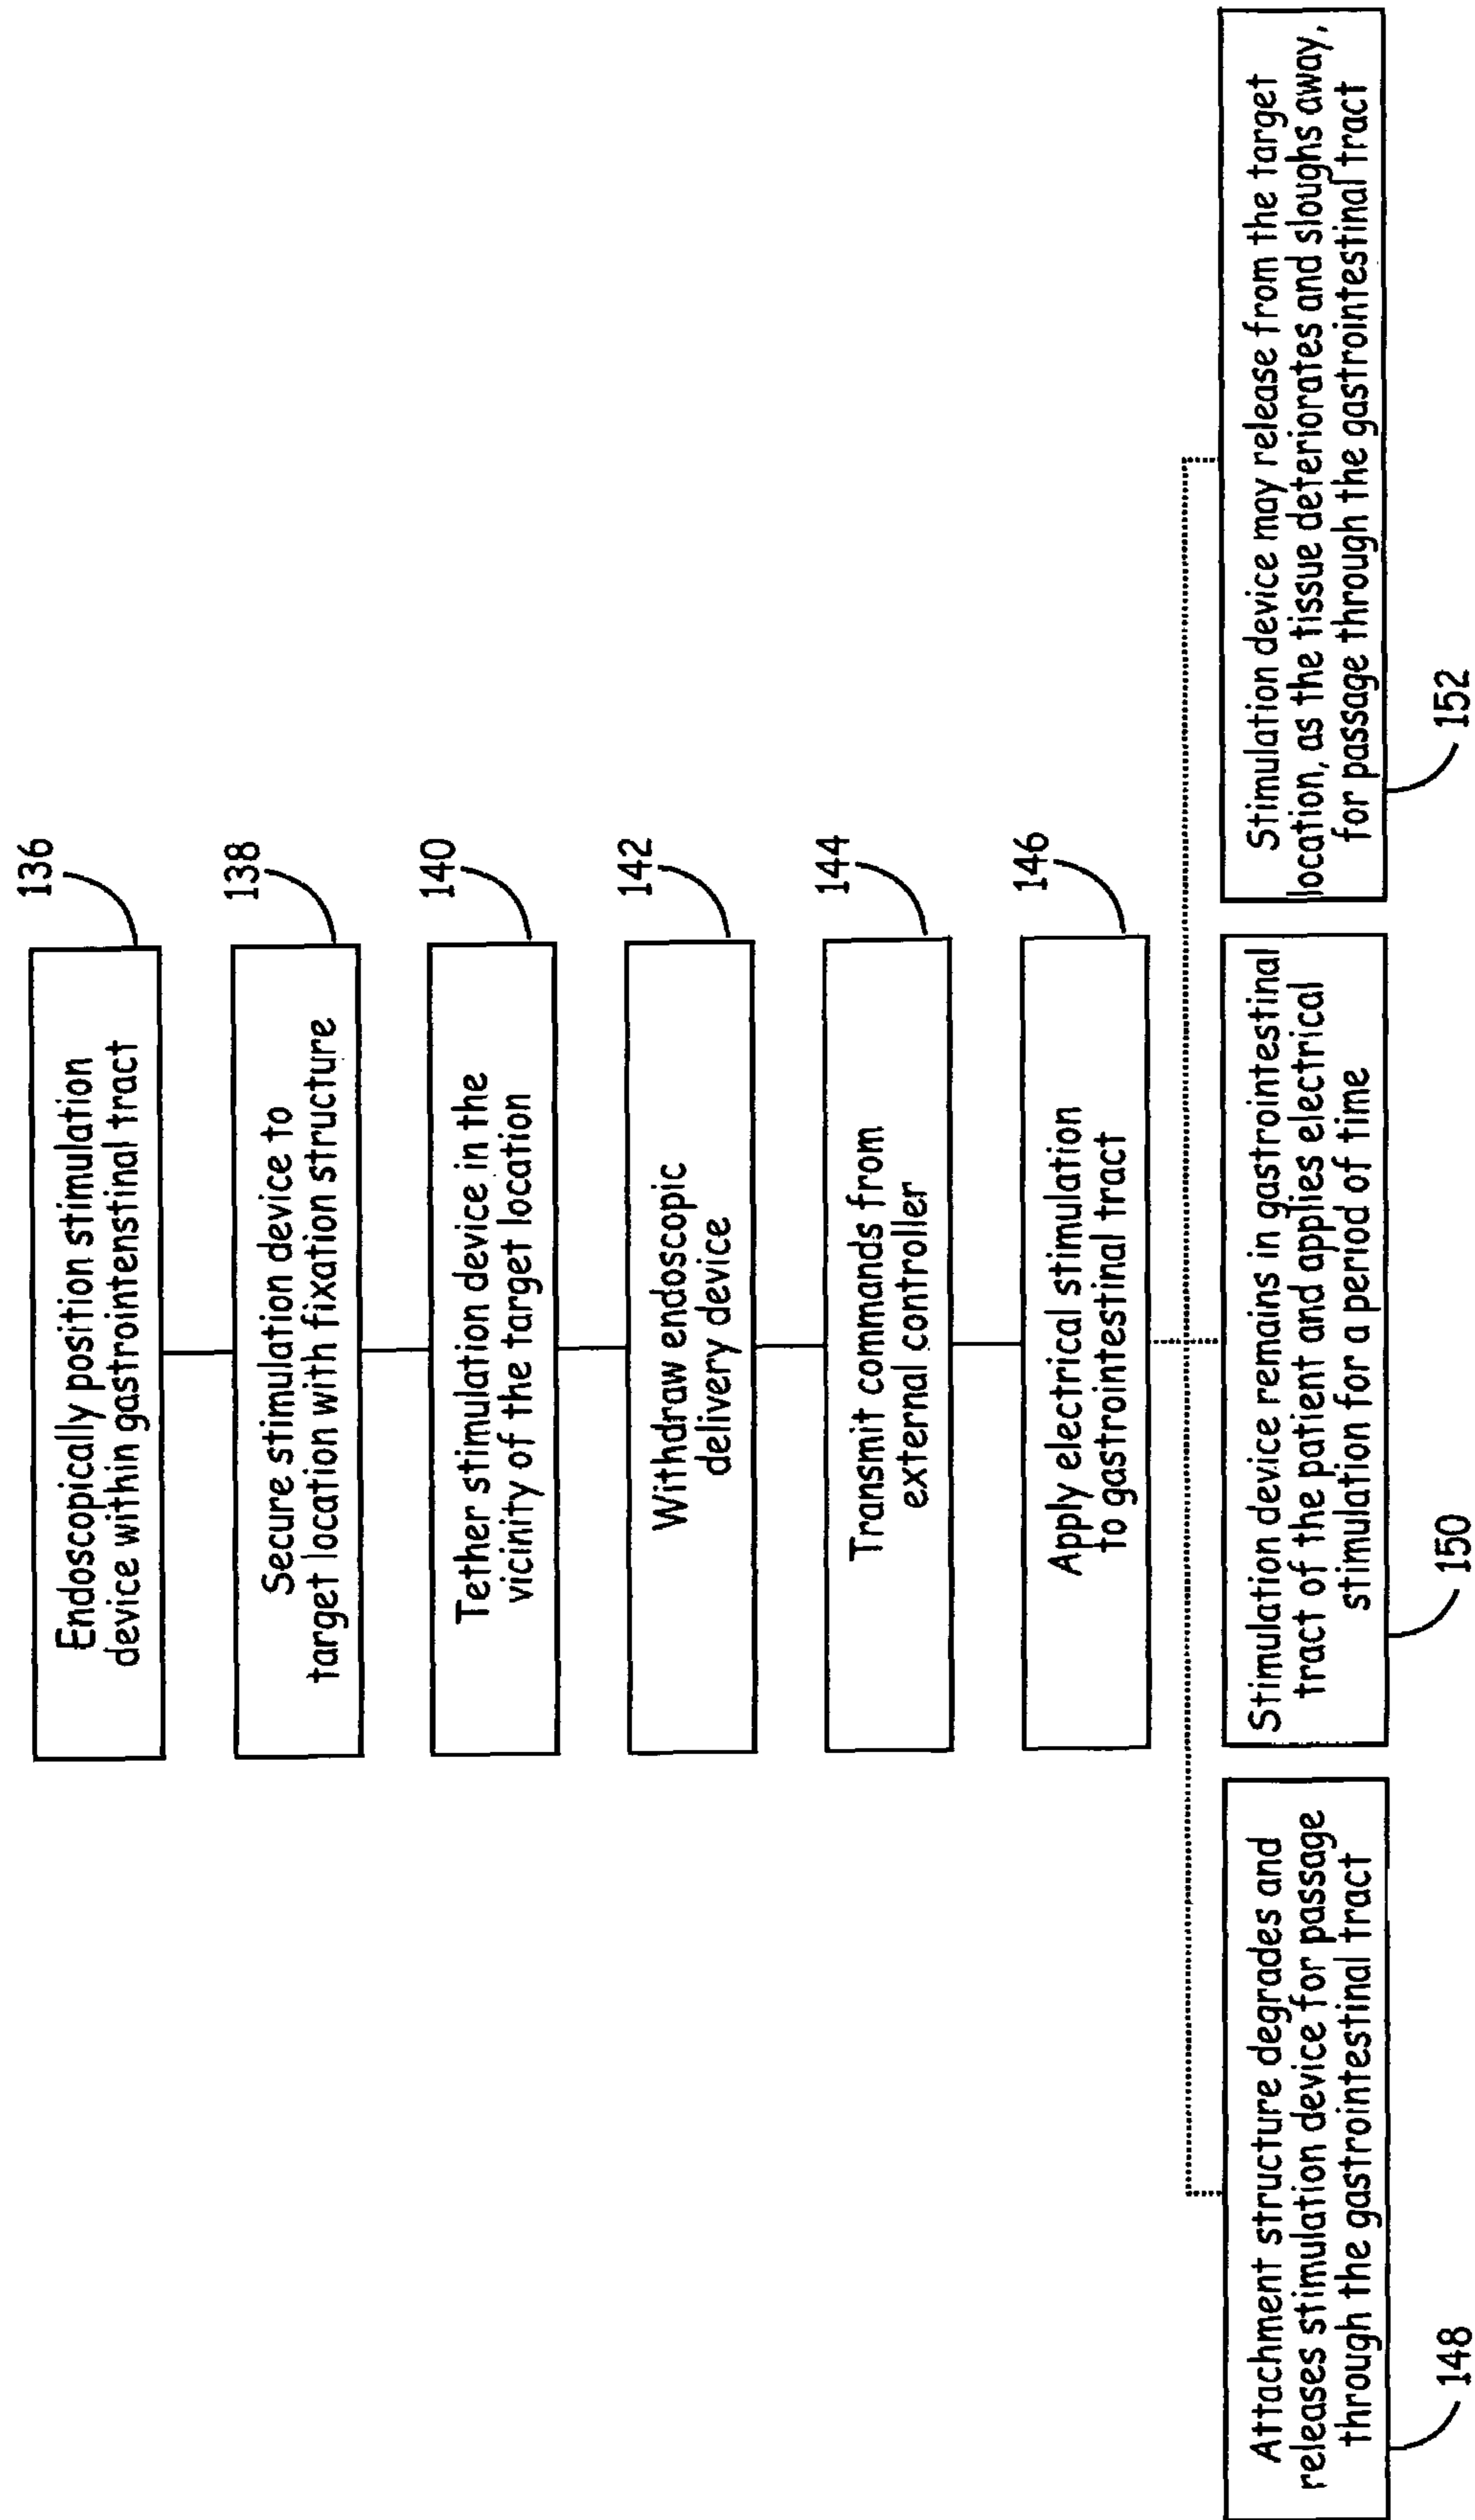 Endoscopically position stimulation
device within gastrointenstinal tract
136
Secure stimulation device to
target location with fixation structure
138
Tether stimulation device in the
vicinity of the target location
140
Withdraw endoscopic
delivery device
142
Transmit commands from
external controller
144
Apply electrical stimulation
to gastrointestinal tract
146
Attachment structure degrades and
releases stimulation device for passage
through the gastrointestinal tract
148
Stimulation device remains in gastrointestinal
tract of the patient and applies electrical
stimulation for a period of time
150
Stimulation device may release from the target
location, as the tissue deteriorates and sloughs away,
for passage through the gastrointestinal tract
152